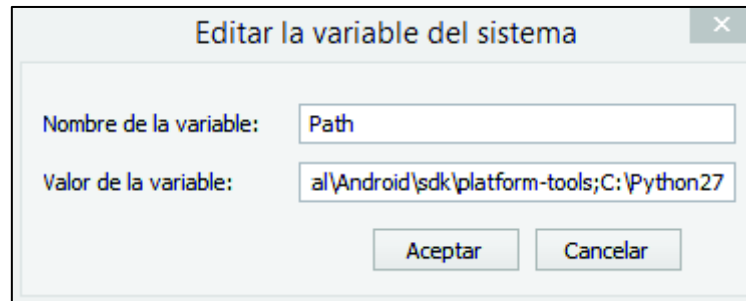 Editar la variable del sistema
Nombre de la variable: Path
Valor de la variable: al\Android\sdk\platform-tools;C:\Python27
Aceptar Cancelar